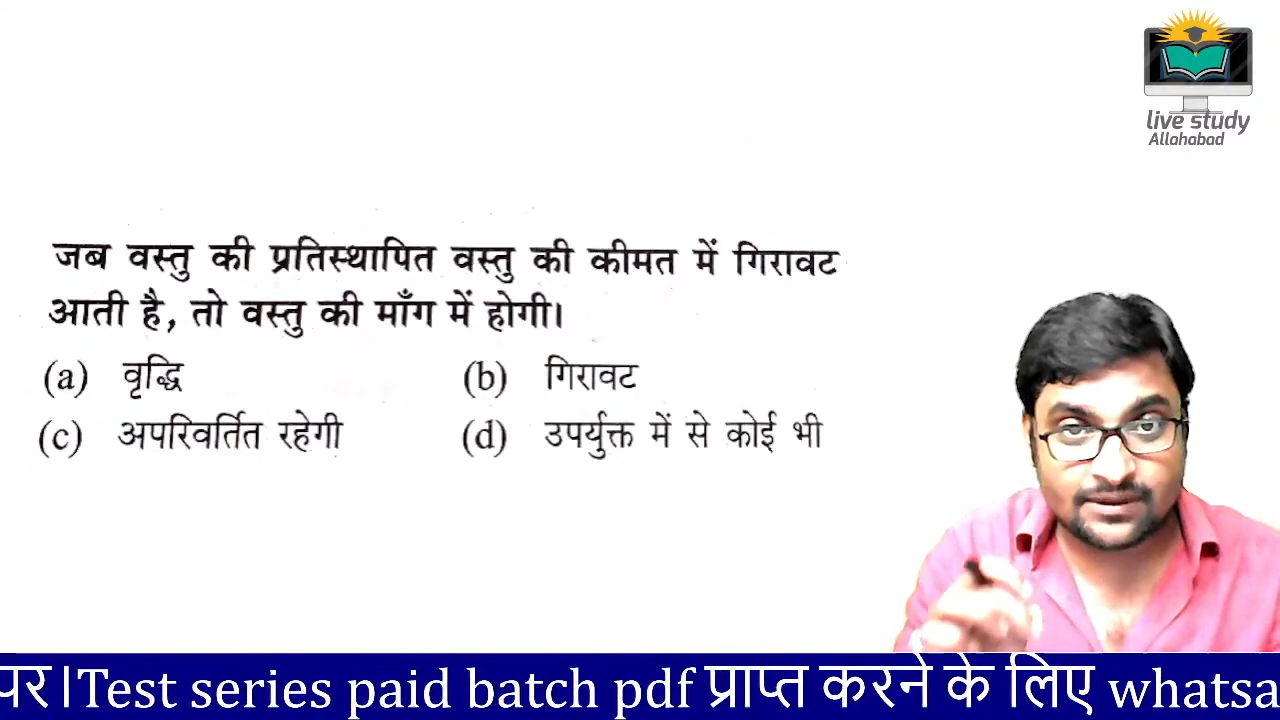 live study
Allahabad
जब वस्तु की प्रतिस्थापित वस्तु की कीमत में गिरावट
आती है, तो वस्तु की माँग में होगी।
(a) वृद्धि (b) गिरावट
(c) अपरिवर्तित रहेगी (d) उपर्युक्त में से कोई भी
पर।Test series paid batch pdf प्राप्त करने के लिए whatsa